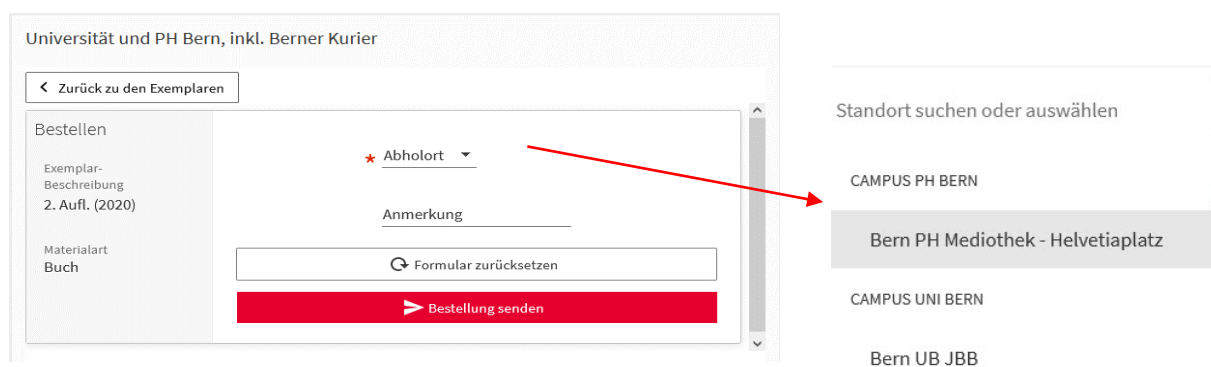 Universität und PH Bern, inkl. Berner Kurier
Zurück zu den Exemplaren
Bestellen
Exemplar-
Beschreibung
2. Aufl. (2020)
Materialart
Buch
* Abholort
Anmerkung
Formular zurücksetzen
Bestellung senden
Standort suchen oder auswählen
CAMPUS PH BERN
Bern PH Mediothek - Helvetiaplatz
CAMPUS UNI BERN
Bern UB JBB